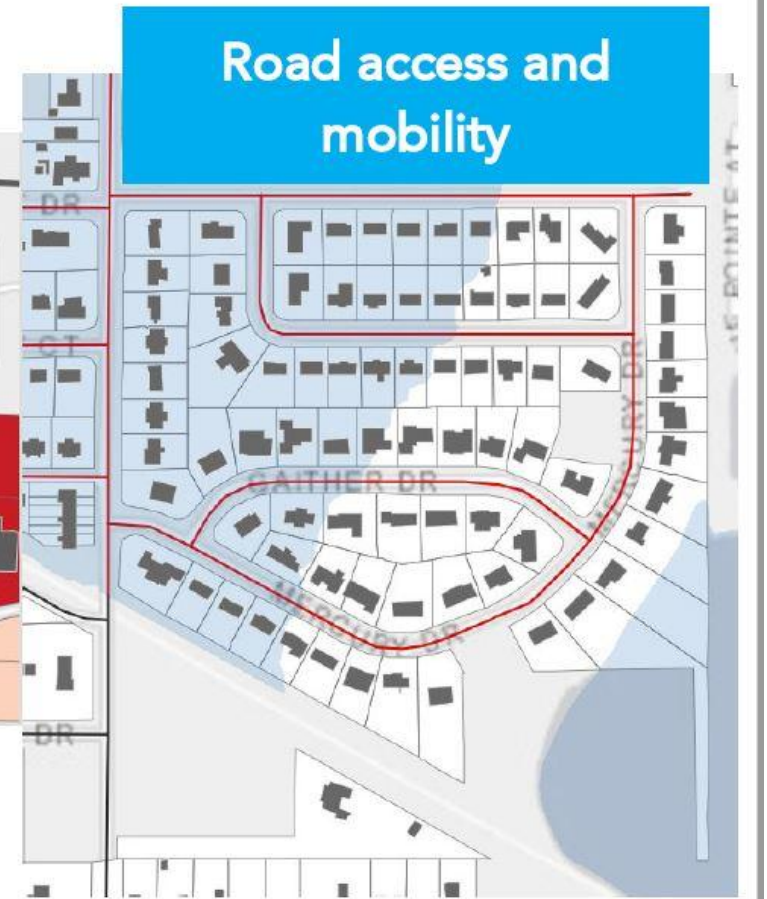 Road access and
mobility
DR
CT
MERCURY DR
GAITHER DR
MERCURY DR
DR